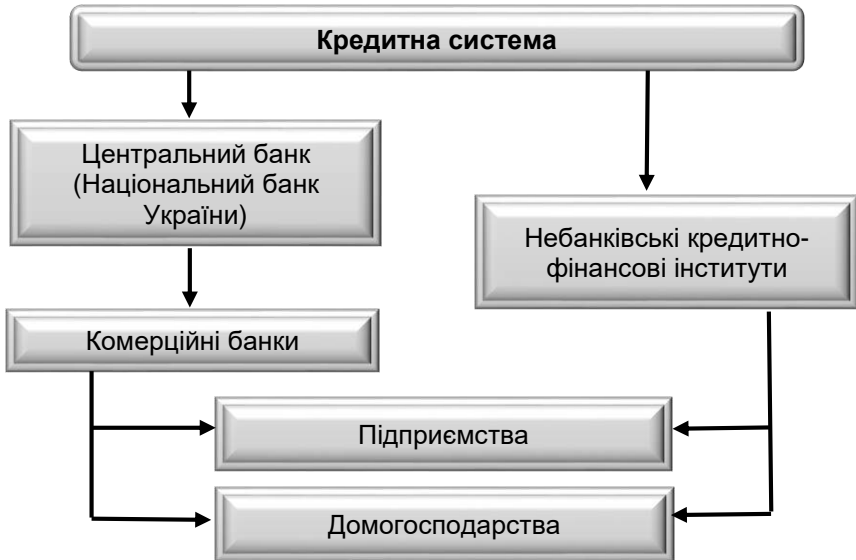 Кредитна система
Центральний банк
(Національний банк
України)
Небанківські кредитно-
фінансові інститути
Комерційні банки
Підприємства
Домогосподарства